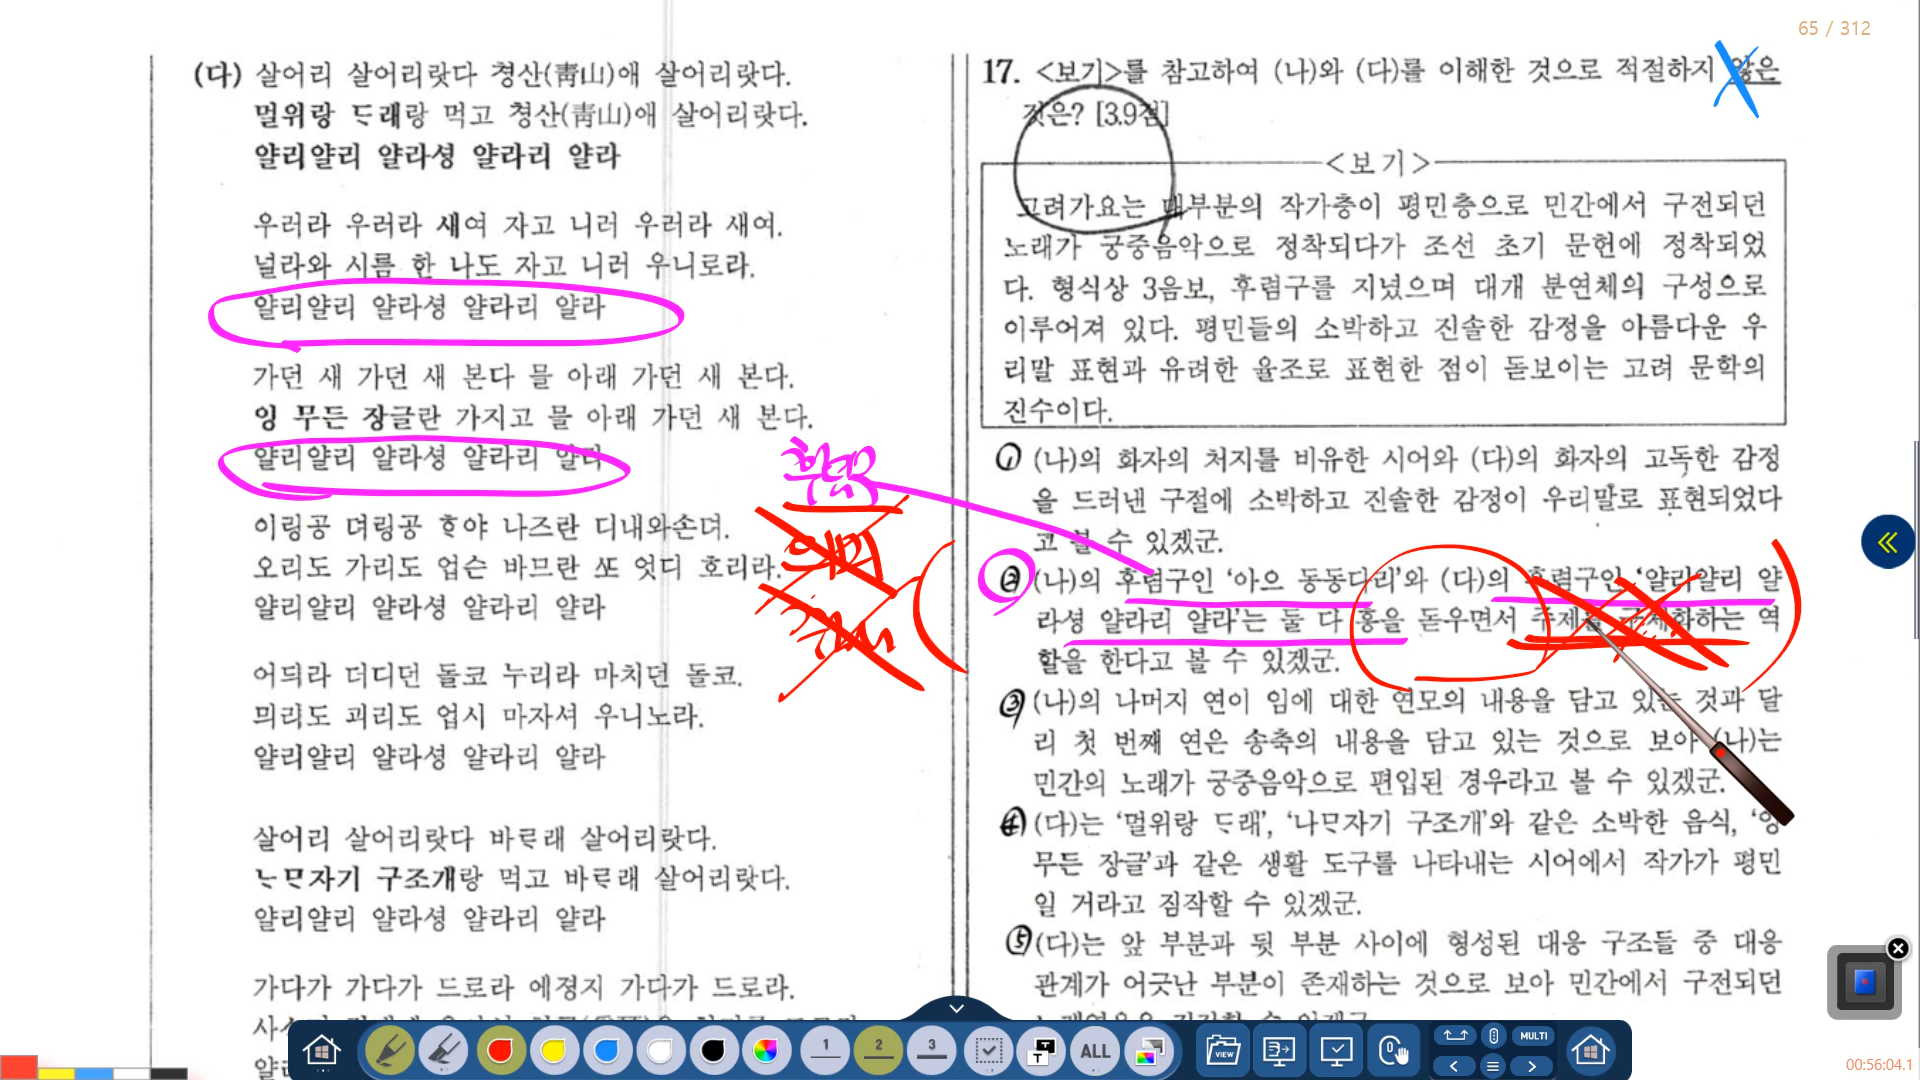 65 / 312
(다) 살어리 살어리랏다 쳥산(靑山)애 살어리랏다.
멀위랑 ᄃᆞ래랑 먹고 쳥산(靑山)애 살어리랏다.
얄리얄리 얄라셩 얄라리 얄라
우러라 우러라 새여 자고 니러 우러라 새여.
널라와 시름 한 나도 자고 니러 우니로라.
얄리얄리 얄라셩 얄라리 얄라
가던 새 가던 새 본다 믈 아래 가던 새 본다.
잉 무든 장글란 가지고 믈 아래 가던 새 본다.
얄리얄리 얄라셩 얄라리 얄라
이링공 뎌링공 ᄒᆞ야 나즈란 디내와손뎌.
오리도 가리도 업슨 바므란 ᄯᅩ 엇디 호리라.
얄리얄리 얄라셩 얄라리 얄라
어듸라 더디던 돌코 누리라 마치던 돌코.
믜리도 괴리도 업시 마자셔 우니노라.
얄리얄리 얄라셩 얄라리 얄라
살어리 살어리랏다 바ᄅᆞ래 살어리랏다.
ᄂᆞᄆᆞ자기 구조개랑 먹고 바ᄅᆞ래 살어리랏다.
얄리얄리 얄라셩 얄라리 얄라
가다가 가다가 드로라 에졍지 가다가 드로라.
17. <보기>를 참고하여 (나)와 (다)를 이해한 것으로 적절하지 않은
것은? [3.9점]
<보기>
고려가요는 대부분의 작가층이 평민층으로 민간에서 구전되던
노래가 궁중음악으로 정착되다가 조선 초기 문헌에 정착되었
다. 형식상 3음보, 후렴구를 지녔으며 대개 분연체의 구성으로
이루어져 있다. 평민들의 소박하고 진솔한 감정을 아름다운 우
리말 표현과 유려한 율조로 표현한 점이 돋보이는 고려 문학의
진수이다.
① (나)의 화자의 처지를 비유한 시어와 (다)의 화자의 고독한 감정
을 드러낸 구절에 소박하고 진솔한 감정이 우리말로 표현되었다
고 볼 수 있겠군.
② (나)의 후렴구인 ‘아으 동동다리’와 (다)의 후렴구인 ‘얄리얄리 얄
라셩 얄라리 얄라’는 둘 다 흥을 돋우면서 주제를 구체화하는 역
할을 한다고 볼 수 있겠군.
③ (나)의 나머지 연이 임에 대한 연모의 내용을 담고 있는 것과 달
리 첫 번째 연은 송축의 내용을 담고 있는 것으로 보아 (나)는
민간의 노래가 궁중음악으로 편입된 경우라고 볼 수 있겠군.
④ (다)는 ‘멀위랑 ᄃᆞ래’, ‘나ᄆᆞ자기 구조개’와 같은 소박한 음식, ‘잉
무든 장글’과 같은 생활 도구를 나타내는 시어에서 작가가 평민
일 거라고 짐작할 수 있겠군.
⑤ (다)는 앞 부분과 뒷 부분 사이에 형성된 대응 구조들 중 대응
관계가 어긋난 부분이 존재하는 것으로 보아 민간에서 구전되던
1
2
3
T
T
ALL
VIEW
MULTI
00:56:04.1